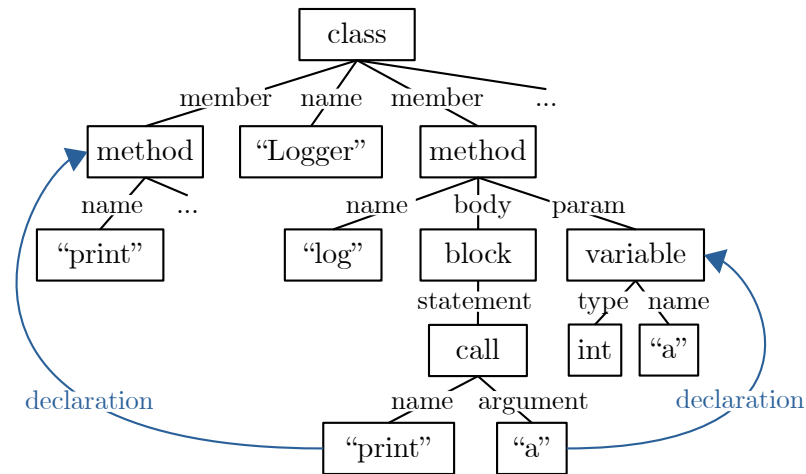 class
member name member ...
method “Logger” method
name ... name body param
“print” “log” block variable
statement type name
call int “a”
declaration name argument declaration
“print” “a”